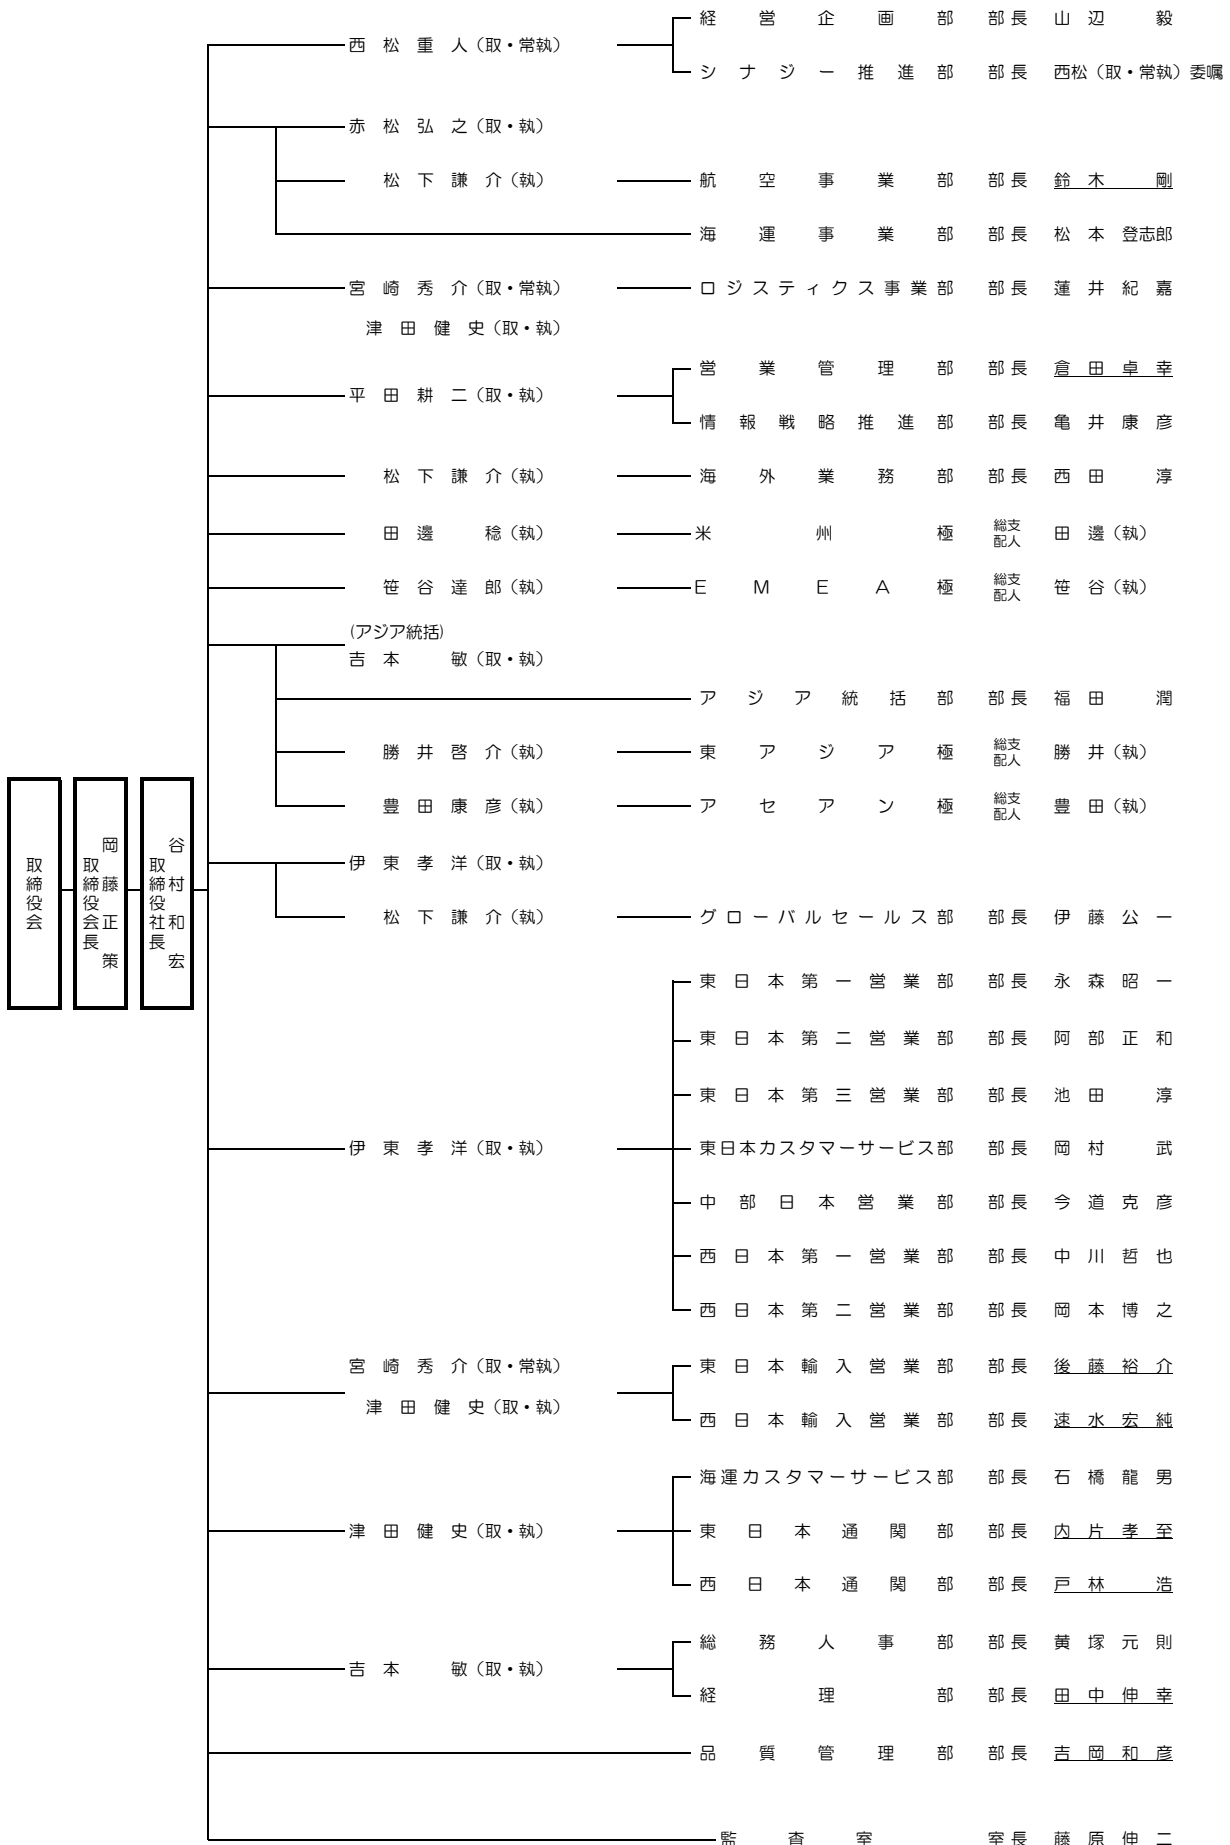 経営企画部 部長 山辺毅
西松重人（取・常執）
シナジー推進部 部長 西松（取・常執）委嘱
赤松弘之（取・執）
松下謙介（執） 航空事業部 部長 鈴木剛
海運事業部 部長 松本登志郎
宮崎秀介（取・常執） ロジスティクス事業部 部長 蓮井紀嘉
津田健史（取・執）
営業管理部 部長 倉田卓幸
平田耕二（取・執）
情報戦略推進部 部長 亀井康彦
松下謙介（執） 海外業務部 部長 西田淳
田邊稔（執） 米州極 総支配人 田邊（執）
笹谷達郎（執） EMEA極 総支配人 笹谷（執）
(アジア統括)
吉本敏（取・執）
アジア統括部 部長 福田潤
勝井啓介（執） 東アジア極 総支配人 勝井（執）
豊田康彦（執） アセアン極 総支配人 豊田（執）
取締役会
取締役会長 岡藤正策
取締役社長 谷村和宏
伊東孝洋（取・執）
松下謙介（執） グローバルセールス部 部長 伊藤公一
東日本第一営業部 部長 永森昭一
東日本第二営業部 部長 阿部正和
東日本第三営業部 部長 池田淳
伊東孝洋（取・執） 東日本カスタマーサービス部 部長 岡村武
中部日本営業部 部長 今道克彦
西日本第一営業部 部長 中川哲也
西日本第二営業部 部長 岡本博之
宮崎秀介（取・常執） 東日本輸入営業部 部長 後藤裕介
津田健史（取・執）
西日本輸入営業部 部長 速水宏純
海運カスタマーサービス部 部長 石橋龍男
津田健史（取・執） 東日本通関部 部長 内片孝至
西日本通関部 部長 戸林浩
総務人事部 部長 黄塚元則
吉本敏（取・執）
経理部 部長 田中伸幸
品質管理部 部長 吉岡和彦
監査室 室長 藤原伸二